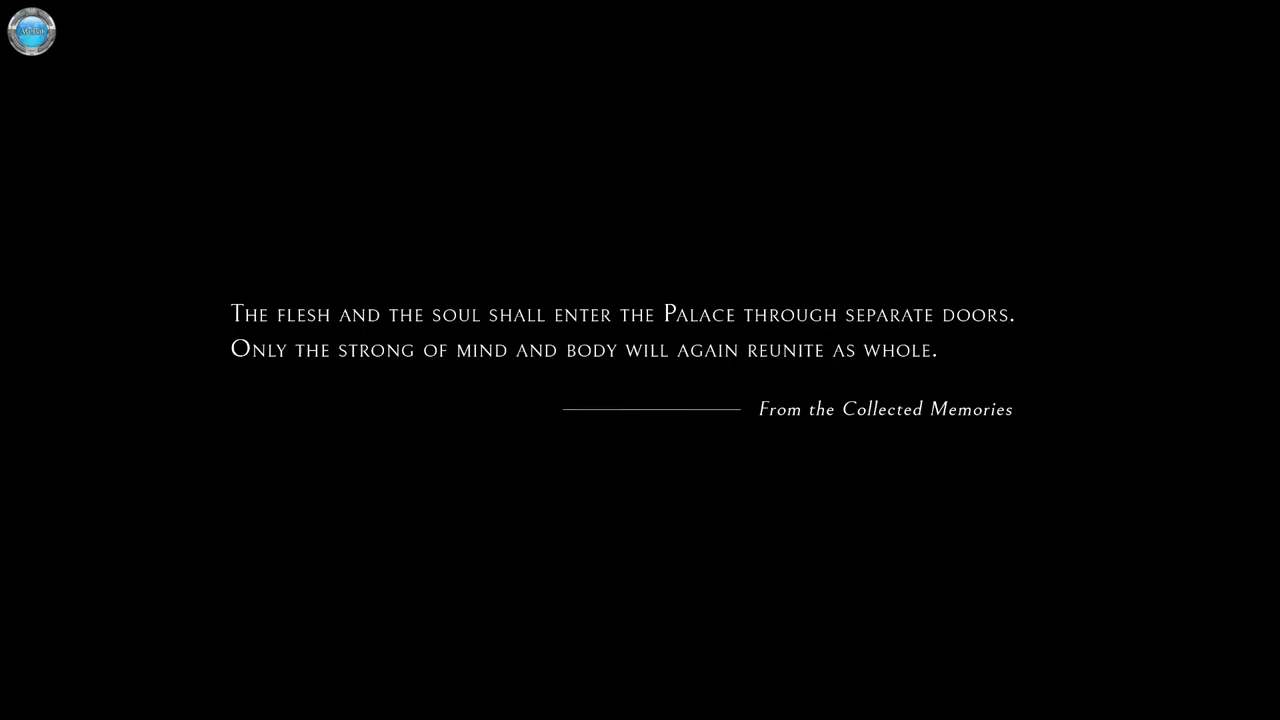 The flesh and the soul shall enter the Palace through separate doors.
Only the strong of mind and body will again reunite as whole.
From the Collected Memories